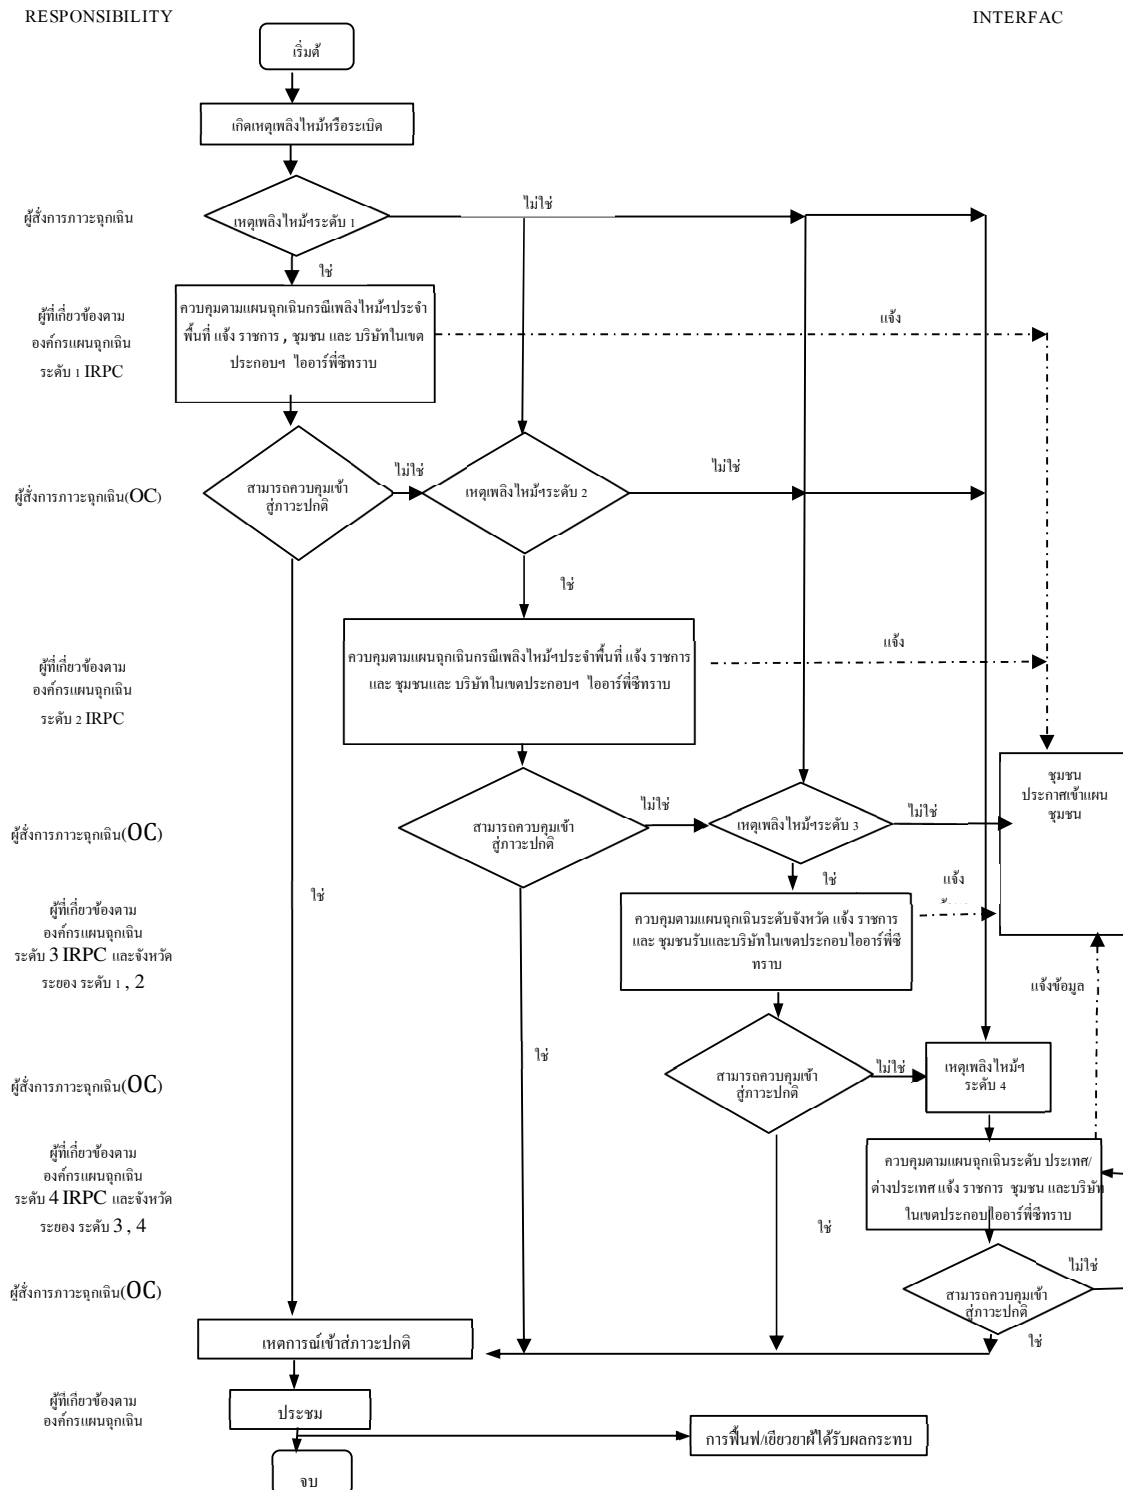 RESPONSIBILITY
INTERFAC
เริ่มต้
เกิดเหตุเพลิงไหม้หรือระเบิด
ผู้สั่งการภาวะฉุกเฉิน
เหตุเพลิงไหม้ฯระดับ 1
ไม่ใช่
ใช่
ผู้ที่เกี่ยวข้องตาม
องค์กรแผนฉุกเฉิน
ระดับ 1 IRPC
ควบคุมตามแผนฉุกเฉินกรณีเพลิงไหม้ฯประจำ
พื้นที่ แจ้ง ราชการ , ชุมชน และ บริษัทในเขต
ประกอบฯ ไออาร์พีซีทราบ
แจ้ง
ผู้สั่งการภาวะฉุกเฉิน(OC)
สามารถควบคุมเข้า
สู่ภาวะปกติ
ไม่ใช่
เหตุเพลิงไหม้ฯระดับ 2
ไม่ใช่
ใช่
ผู้ที่เกี่ยวข้องตาม
องค์กรแผนฉุกเฉิน
ระดับ 2 IRPC
ควบคุมตามแผนฉุกเฉินกรณีเพลิงไหม้ฯประจำพื้นที่ แจ้ง ราชการ
และ ชุมชนและ บริษัทในเขตประกอบฯ ไออาร์พีซีทราบ
แจ้ง
ชุมชน
ประกาศเข้าแผน
ชุมชน
ผู้สั่งการภาวะฉุกเฉิน(OC)
สามารถควบคุมเข้า
สู่ภาวะปกติ
ไม่ใช่
เหตุเพลิงไหม้ฯระดับ 3
ไม่ใช่
ใช่
ใช่
แจ้ง
ผู้ที่เกี่ยวข้องตาม
องค์กรแผนฉุกเฉิน
ระดับ 3 IRPC และจังหวัด
ระยอง ระดับ 1 , 2
ควบคุมตามแผนฉุกเฉินระดับจังหวัด แจ้ง ราชการ
และ ชุมชนรับและบริษัทในเขตประกอบไออาร์พีซี
ทราบ
แจ้งข้อมูล
ใช่
ผู้สั่งการภาวะฉุกเฉิน(OC)
สามารถควบคุมเข้า
สู่ภาวะปกติ
ไม่ใช่
เหตุเพลิงไหม้ฯ
ระดับ 4
ผู้ที่เกี่ยวข้องตาม
องค์กรแผนฉุกเฉิน
ระดับ 4 IRPC และจังหวัด
ระยอง ระดับ 3 , 4
ควบคุมตามแผนฉุกเฉินระดับ ประเทศ/
ต่างประเทศ แจ้ง ราชการ ชุมชน และบริษัท
ในเขตประกอบไออาร์พีซีทราบ
ใช่
ผู้สั่งการภาวะฉุกเฉิน(OC)
สามารถควบคุมเข้า
สู่ภาวะปกติ
ไม่ใช่
ใช่
เหตการณ์เข้าส่ภาวะปกติ
ผู้ที่เกี่ยวข้องตาม
องค์กรแผนฉุกเฉิน
ประชม
การฟื้นฟ/เยียวยาผ้ได้รับผลกระทบ
จบ